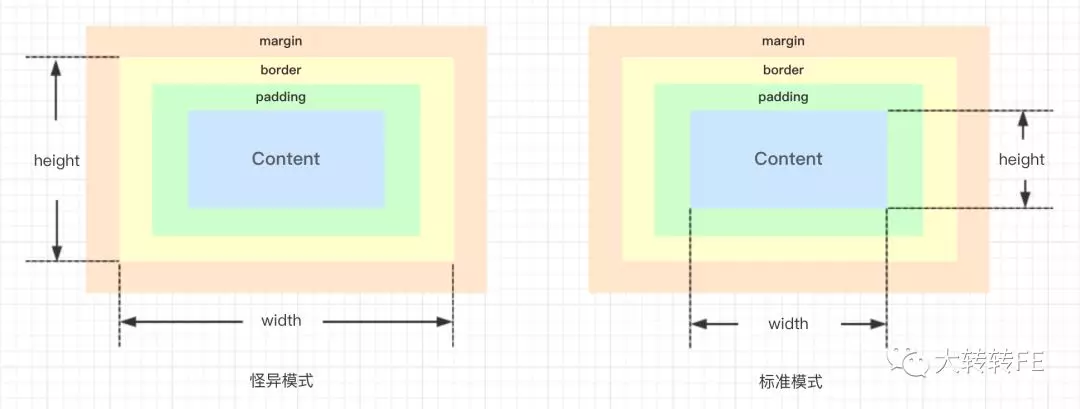 margin
border
padding
Content
height
width
怪异模式
margin
border
padding
Content
height
width
标准模式
大转转FE